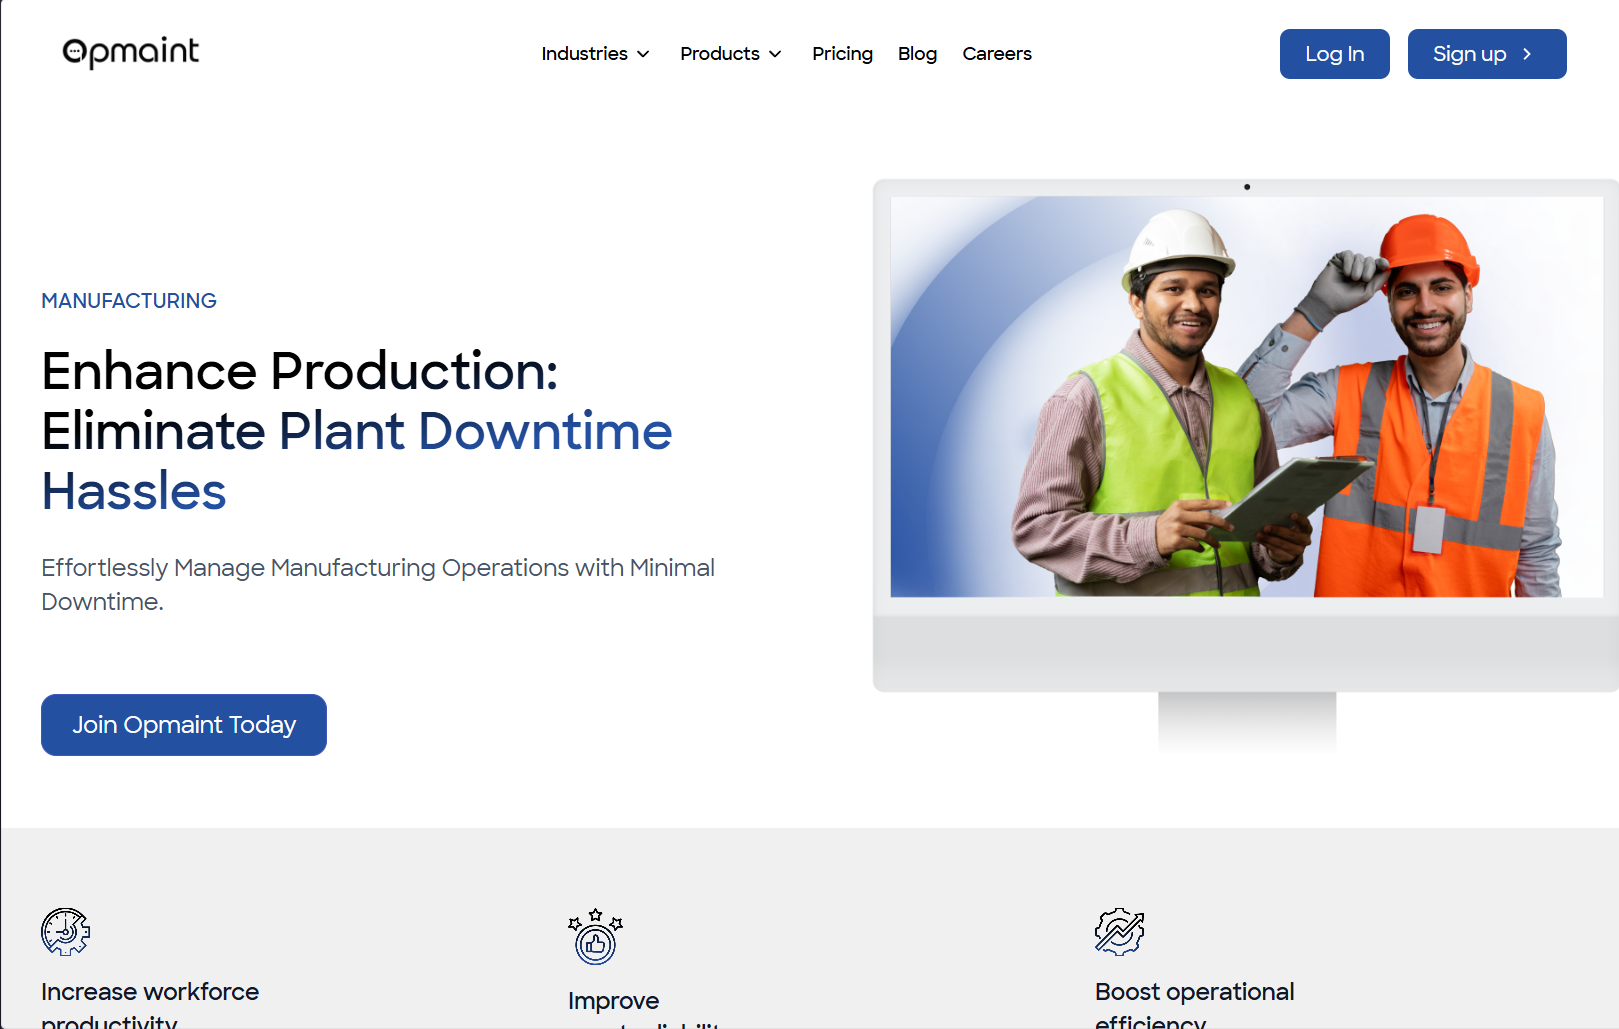 Opmaint
Industries
Products
Pricing
Blog
Careers
Log In
Sign up
MANUFACTURING
Enhance Production:
Eliminate Plant Downtime
Hassles
Effortlessly Manage Manufacturing Operations with Minimal
Downtime.
Join Opmaint Today
Increase workforce
productivity
Improve
Boost operational
efficiency